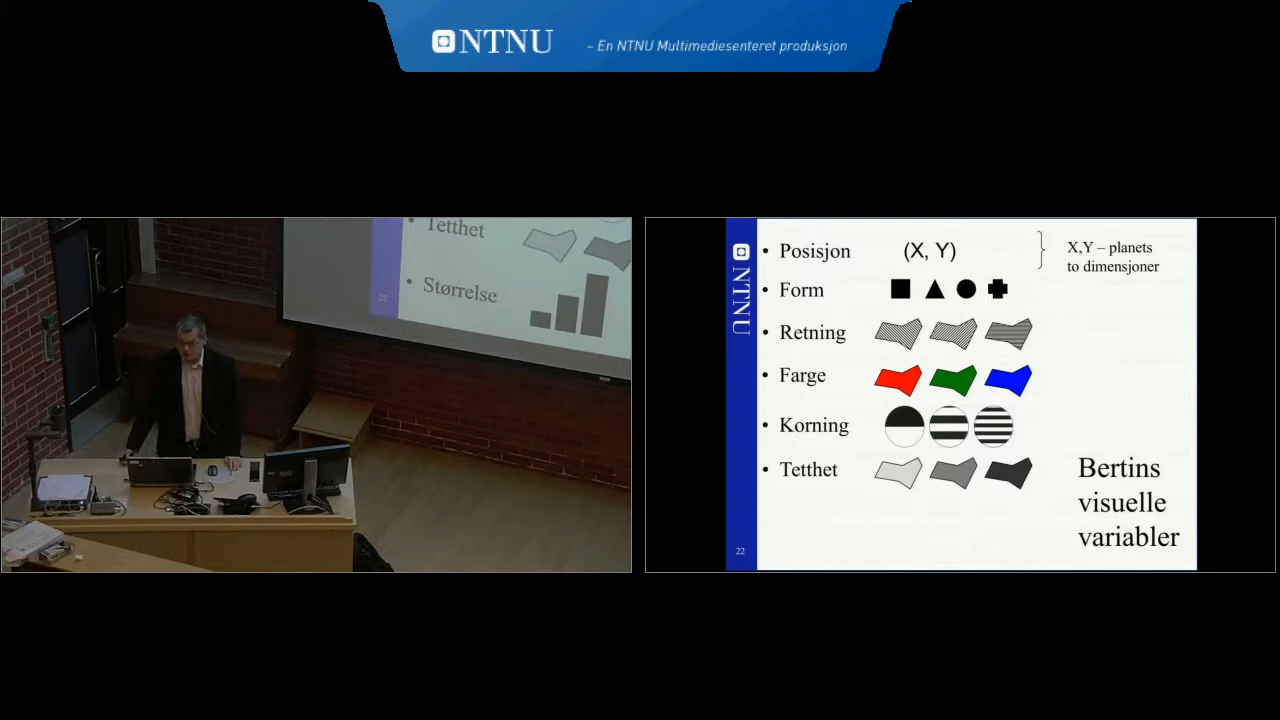 NTNU
– En NTNU Multimediesenteret produksjon
Tetthet
Størrelse
22
NTNU
• Posisjon (X, Y)
X,Y – planets
to dimensjoner
• Form
• Retning
• Farge
• Korning
• Tetthet
Bertins
visuelle
variabler
22